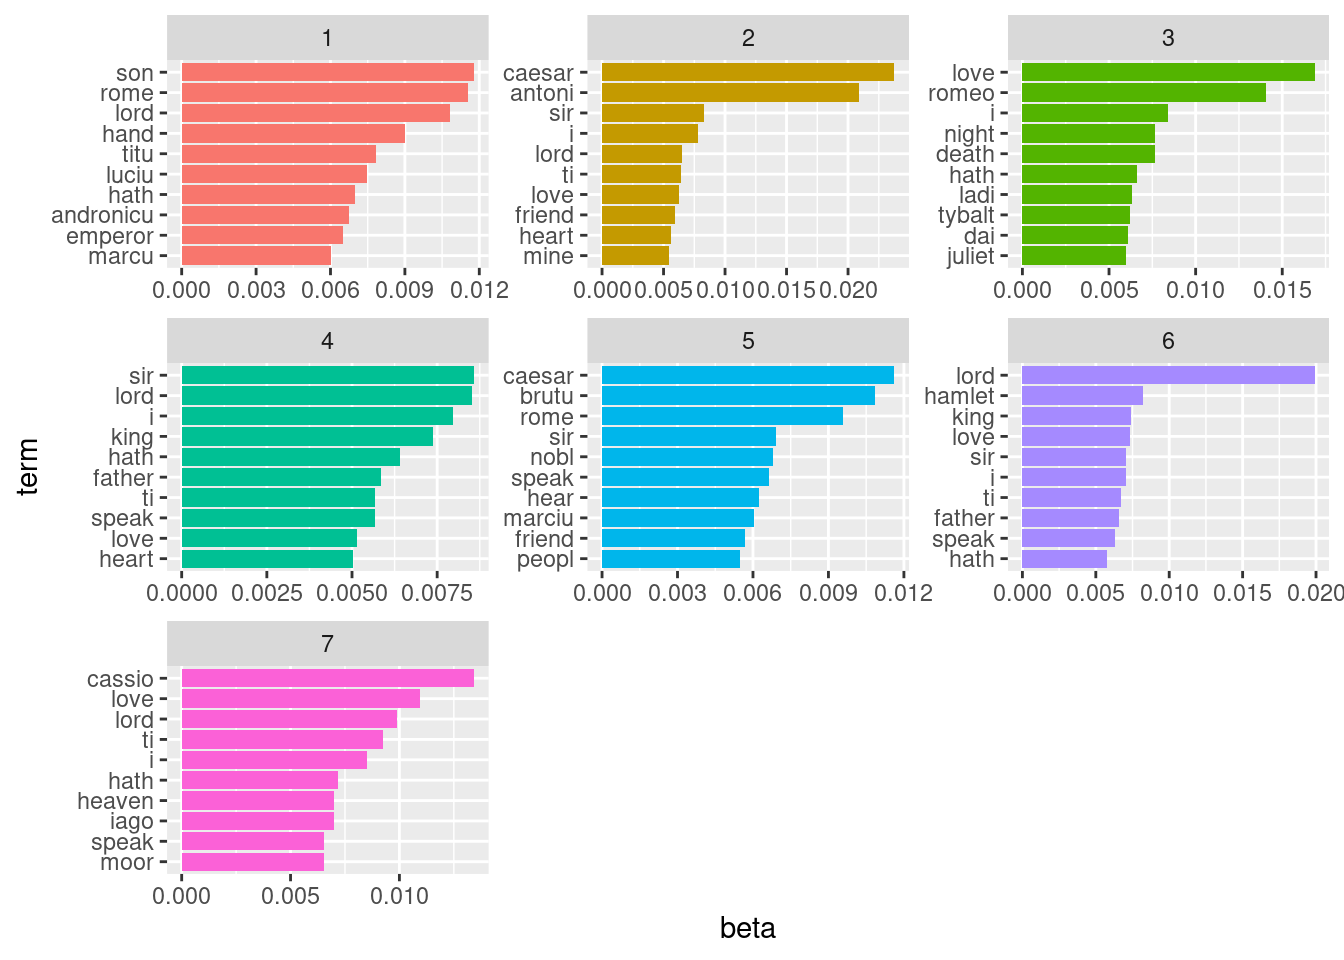 1
son
rome
lord
hand
titu
luciu
hath
andronicu
emperor
marcu
0.000 0.003 0.006 0.009 0.012
2
caesar
antoni
sir
i
lord
ti
love
friend
heart
mine
0.000 0.005 0.010 0.015 0.020
3
love
romeo
i
night
death
hath
ladi
tybalt
dai
juliet
0.000 0.005 0.010 0.015
4
sir
lord
i
king
hath
father
ti
speak
love
heart
0.0000 0.0025 0.0050 0.0075
5
caesar
brutu
rome
sir
nobl
speak
hear
marciu
friend
peopl
0.000 0.003 0.006 0.009 0.012
6
lord
hamlet
king
love
sir
i
ti
father
speak
hath
0.000 0.005 0.010 0.015 0.020
7
cassio
love
lord
ti
i
hath
heaven
iago
speak
moor
0.000 0.005 0.010
term
beta